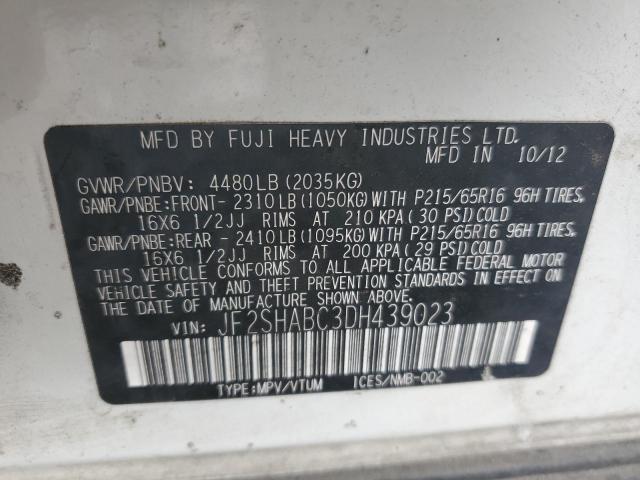 MFD BY FUJI HEAVY INDUSTRIES LTD.
MFD IN 10/12
GVWR/PNBV: 4480LB (2035KG)
GAWR/PNBE:FRONT- 2310LB(1050KG)WITH P215/65R16 96H TIRES,
16X6 1/2JJ RIMS AT 210 KPA ( 30 PSI)COLD
GAWR/PNBE:REAR - 2410LB(1095KG)WITH P215/65R16 96H TIRES,
16X6 1/2JJ RIMS AT 200 KPA ( 29 PSI)COLD
THIS VEHICLE CONFORMS TO ALL APPLICABLE FEDERAL MOTOR
VEHICLE SAFETY AND THEFT PREVENTION STANDARDS IN EFFECT ON
THE DATE OF MANUFACTURE SHOWN ABOVE.
VIN: JF2SHABC3DH439023
TYPE:MPV/VTUM ICES/NMB-002